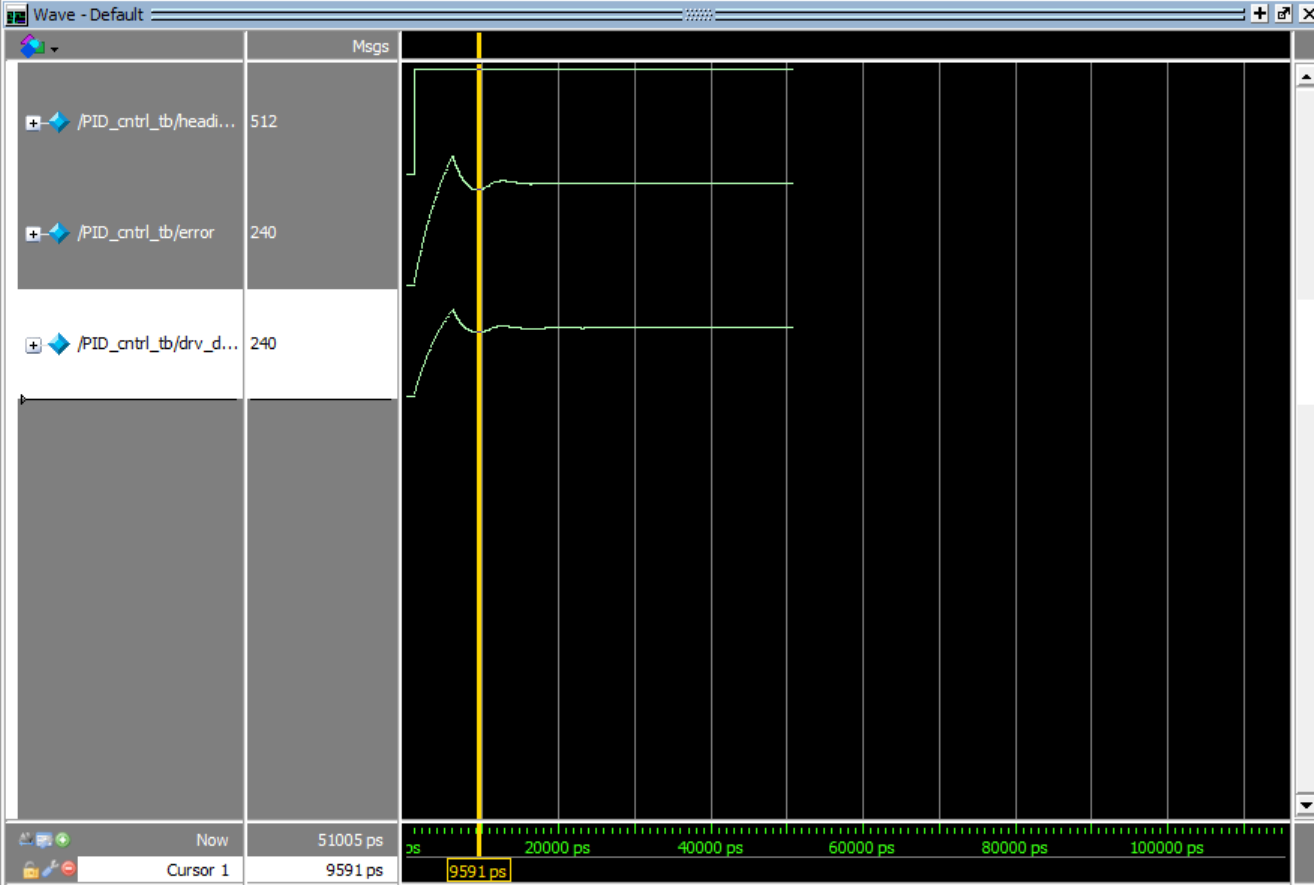 Wave - Default
Msgs
/PID_cntrl_tb/headi... 512
/PID_cntrl_tb/error 240
/PID_cntrl_tb/drv_d... 240
Now 51005 ps
ps 20000 ps 40000 ps 60000 ps 80000 ps 100000 ps
Cursor 1 9591 ps
9591 ps